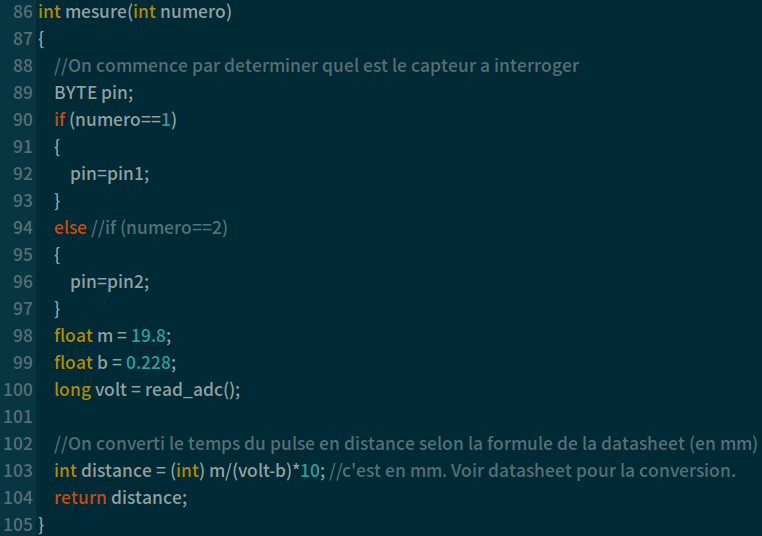 86 int mesure(int numero)
87 {
88 //On commence par determiner quel est le capteur a interroger
89 BYTE pin;
90 if (numero==1)
91 {
92 pin=pin1;
93 }
94 else //if (numero==2)
95 {
96 pin=pin2;
97 }
98 float m = 19.8;
99 float b = 0.228;
100 long volt = read_adc();
101
102 //On converti le temps du pulse en distance selon la formule de la datasheet (en mm)
103 int distance = (int) m/(volt-b)*10; //c'est en mm. Voir datasheet pour la conversion.
104 return distance;
105 }